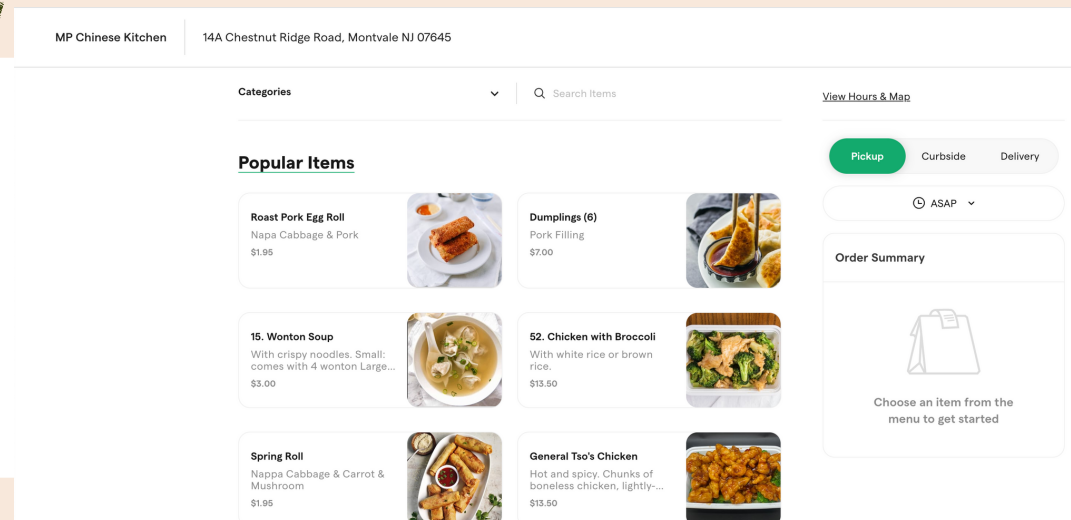 MP Chinese Kitchen
14A Chestnut Ridge Road, Montvale NJ 07645
Categories
Search Items
View Hours & Map
Popular Items
Pickup
Curbside
Delivery
ASAP
Roast Pork Egg Roll
Napa Cabbage & Pork
$1.95
Dumplings (6)
Pork Filling
$7.00
Order Summary
Choose an item from the
menu to get started
15. Wonton Soup
With crispy noodles. Small:
comes with 4 wonton Large...
$3.00
52. Chicken with Broccoli
With white rice or brown
rice.
$13.50
Spring Roll
Nappa Cabbage & Carrot &
Mushroom
$1.95
General Tso's Chicken
Hot and spicy. Chunks of
boneless chicken, lightly-...
$13.50